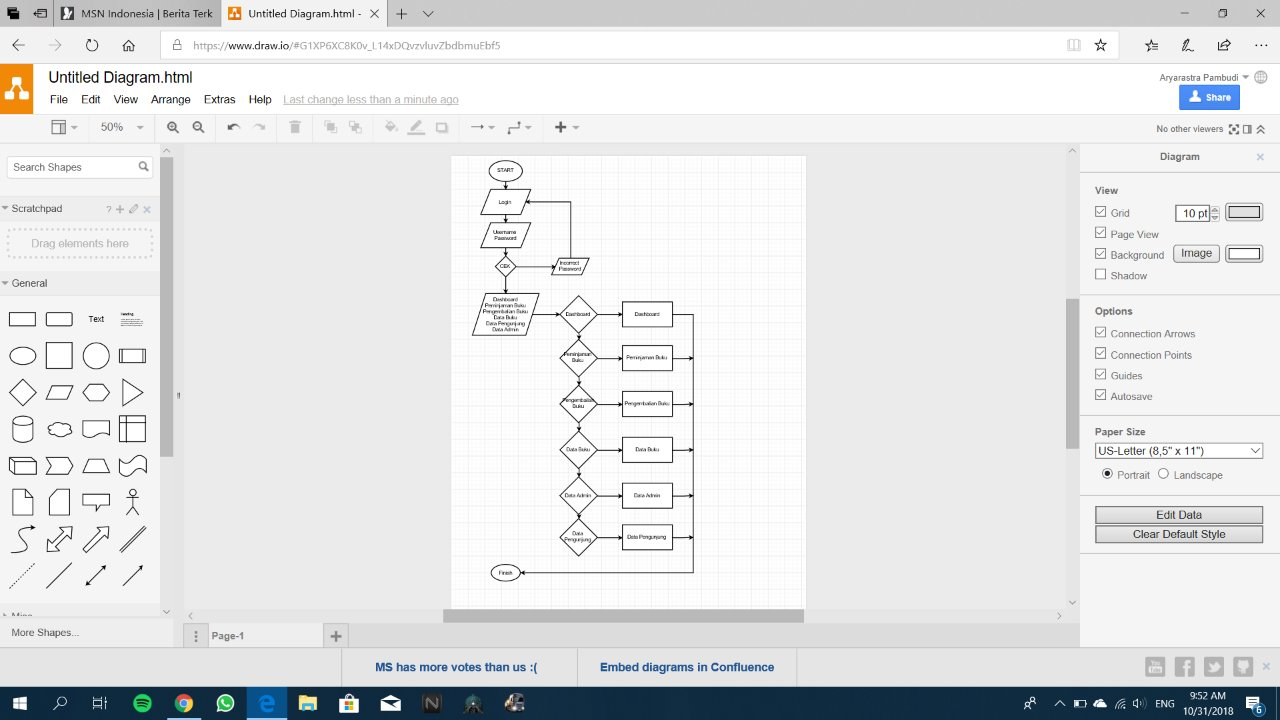 MSN Indonesia | Berita Terk
Untitled Diagram.html -
https://www.draw.io/#G1XP6XC8K0v_L14xDQvzvluvZbdbmuEbf5
Untitled Diagram.html
Aryarastra Pambudi
File Edit View Arrange Extras Help Last change less than a minute ago
Share
50%
No other viewers
Search Shapes
Scratchpad
?
Drag elements here
General
Text
Heading
More Shapes...
START
Login
Username
Password
CEK
Incorrect
Password
Dashboard
Peminjaman Buku
Pengembalian Buku
Data Buku
Data Pengunjung
Data Admin
Dashboard
Dashboard
Peminjaman
Buku
Peminjaman Buku
Pengembalian
Buku
Pengembalian Buku
Data Buku
Data Buku
Data Admin
Data Admin
Data
Pengunjung
Data Pengunjung
Finish
Page-1
Diagram
View
Grid
10 pt
Page View
Background
Image
Shadow
Options
Connection Arrows
Connection Points
Guides
Autosave
Paper Size
US-Letter (8,5" x 11")
Portrait Landscape
Edit Data
Clear Default Style
MS has more votes than us :(
Embed diagrams in Confluence
You
Tube
ENG
9:52 AM
10/31/2018
6